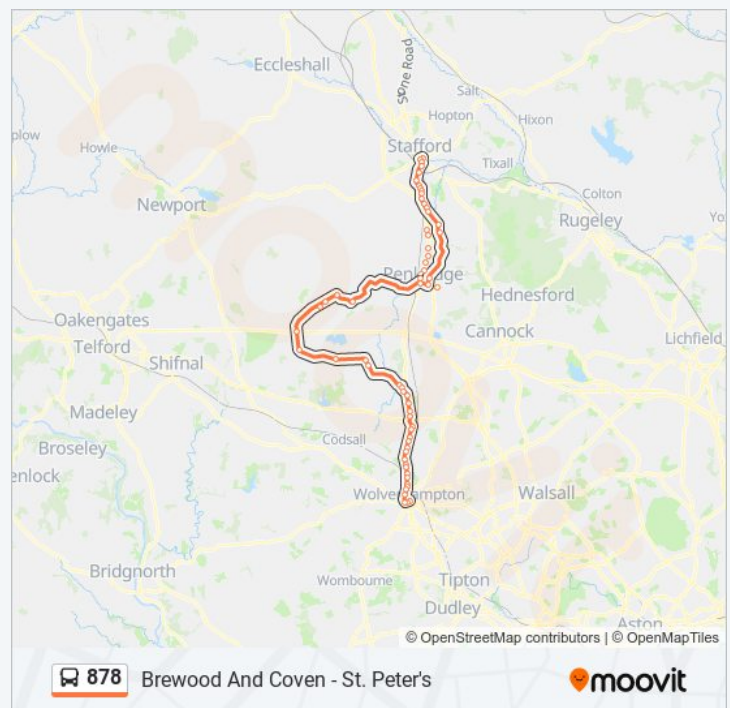 Eccleshall
Stone Road
Salt
Hopton
Hixon
Stafford
plow
Howle
Tixall
Colton
Newport
Rugeley
Yo
Penkridge
Hednesford
Oakengates
Telford
Cannock
Lichfield
Shifnal
Madeley
Codsall
Broseley
enlock
Wolverhampton
Walsall
Bridgnorth
Wombourne
Tipton
Dudley
Aston
© OpenStreetMap contributors | © OpenMapTiles
878 Brewood And Coven - St. Peter's
moovit